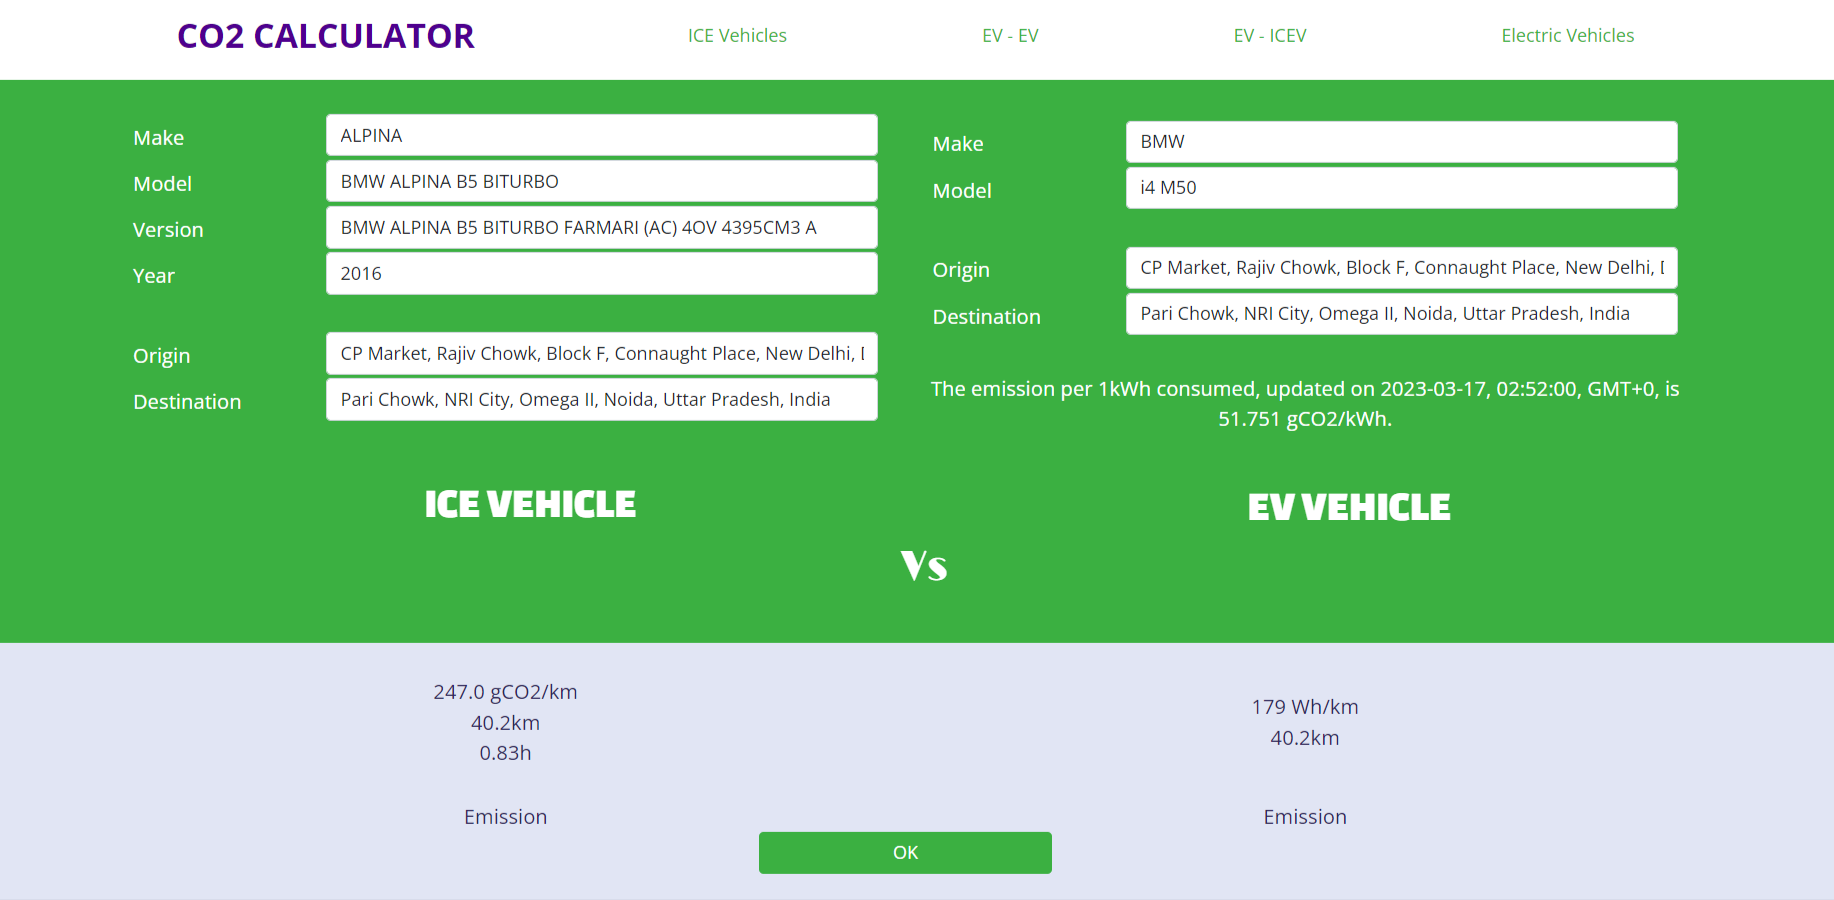 CO2 CALCULATOR
ICE Vehicles
EV - EV
EV - ICEV
Electric Vehicles
Make
ALPINA
Model
BMW ALPINA B5 BITURBO
Version
BMW ALPINA B5 BITURBO FARMARI (AC) 4OV 4395CM3 A
Year
2016
Origin
CP Market, Rajiv Chowk, Block F, Connaught Place, New Delhi,
Destination
Pari Chowk, NRI City, Omega II, Noida, Uttar Pradesh, India
Make
BMW
Model
i4 M50
Origin
CP Market, Rajiv Chowk, Block F, Connaught Place, New Delhi,
Destination
Pari Chowk, NRI City, Omega II, Noida, Uttar Pradesh, India
The emission per 1kWh consumed, updated on 2023-03-17, 02:52:00, GMT+0, is
51.751 gCO2/kWh.
ICE VEHICLE
Vs
EV VEHICLE
247.0 gCO2/km
40.2km
0.83h
Emission
179 Wh/km
40.2km
Emission
OK